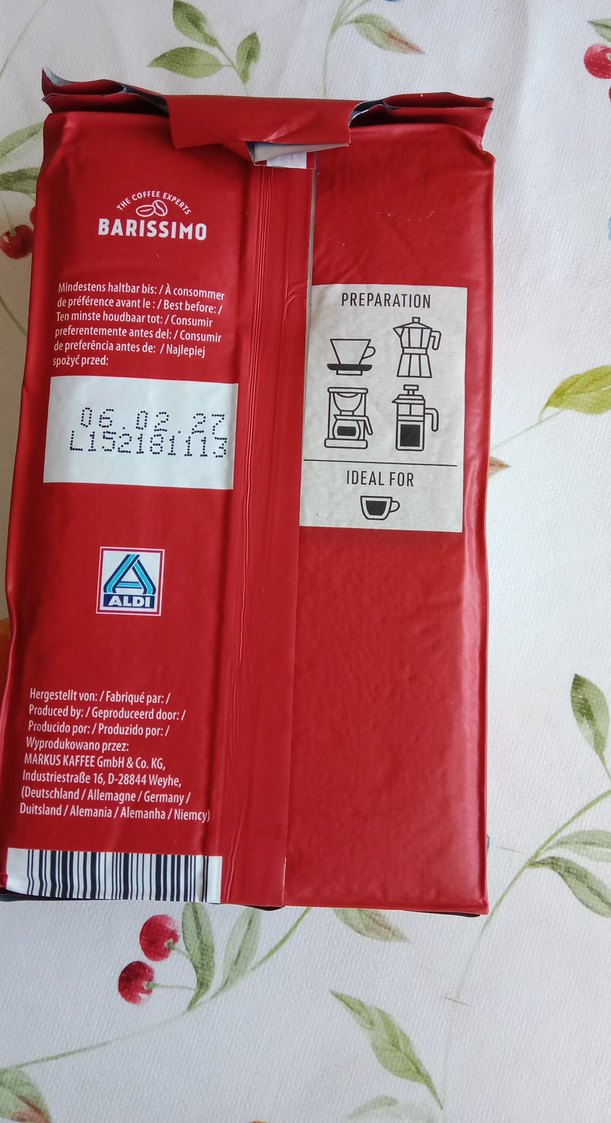 THE COFFEE EXPERTS
BARISSIMO
Mindestens haltbar bis: / À consommer
de préférence avant le : / Best before: /
Ten minste houdbaar tot: / Consumir
preferentemente antes del: / Consumir
de preferência antes de: / Najlepiej
spożyć przed:
06.02.27
L152181113
ALDI
Hergestellt von: / Fabriqué par: /
Produced by: / Geproduceerd door: /
Producido por: / Produzido por: /
Wyprodukowano przez:
MARKUS KAFFEE GmbH & Co. KG,
Industriestraße 16, D-28844 Weyhe,
(Deutschland / Allemagne / Germany /
Duitsland / Alemania / Alemanha / Niemcy)
PREPARATION
IDEAL FOR